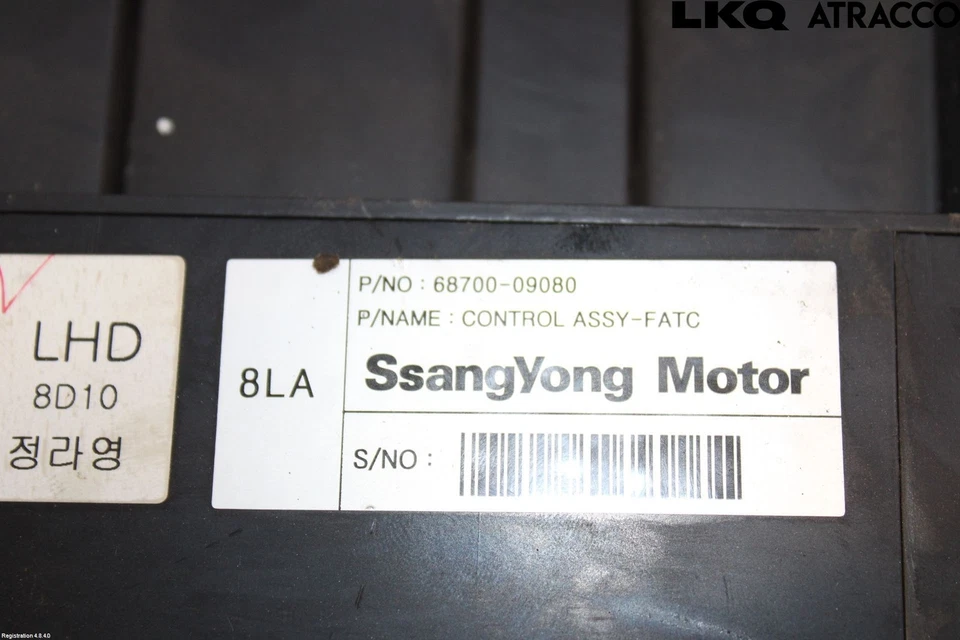 LKQ ATRACCO
LHD
8D10
정라영
8LA
P/NO : 68700-09080
P/NAME : CONTROL ASSY-FATC
SsangYong Motor
S/NO :
Registration 4.8.4.0